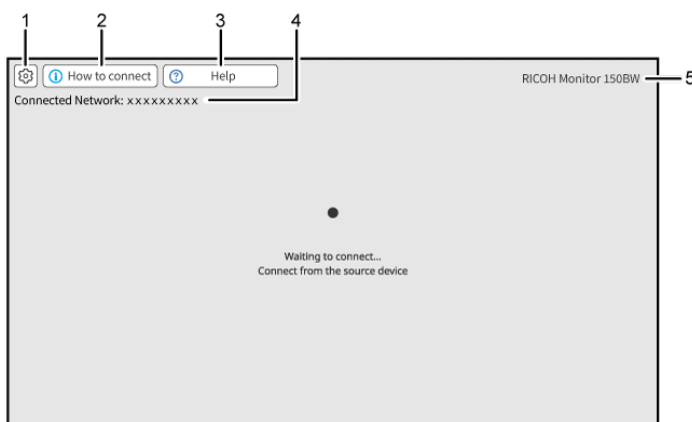 1 2 3 4
How to connect Help RICOH Monitor 150BW 5
Connected Network: xxxxxxxxx
Waiting to connect...
Connect from the source device